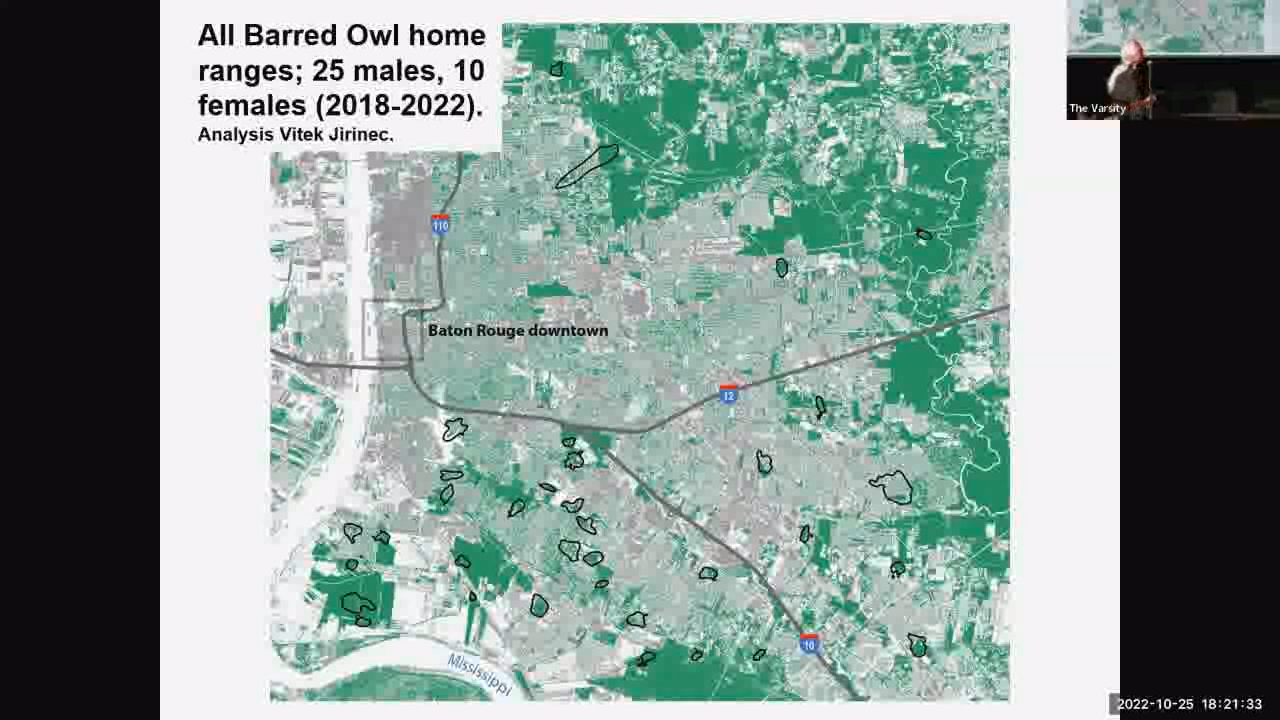 All Barred Owl home
ranges; 25 males, 10
females (2018-2022).
Analysis Vitek Jirinec.
The Varsity
110
Baton Rouge downtown
12
10
Mississippi
2022-10-25 18:21:33